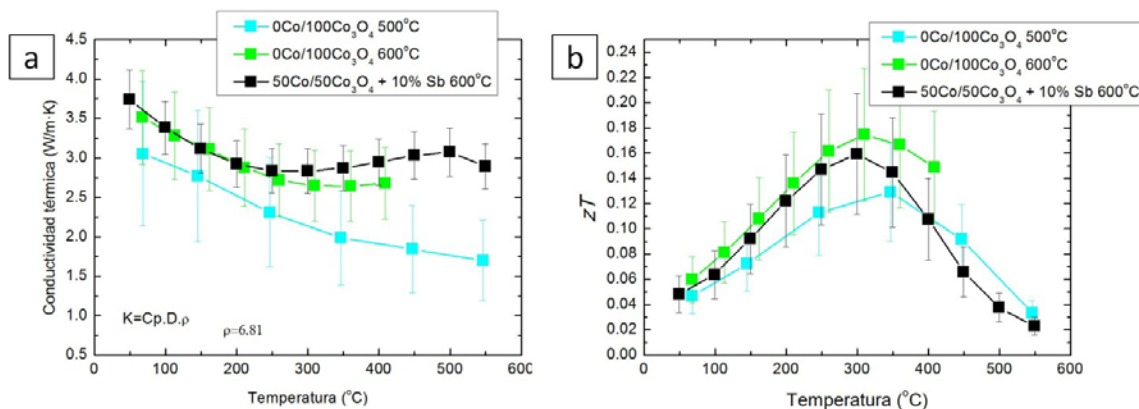 a
0Co/100Co₃O₄ 500°C
0Co/100Co₃O₄ 600°C
50Co/50Co₃O₄ + 10% Sb 600°C
Conductividad térmica (W/m·K)
4.5
4.0
3.5
3.0
2.5
2.0
1.5
1.0
0.5
K=Cp.D.ρ
ρ=6.81
0 100 200 300 400 500 600
Temperatura (°C)
b
0Co/100Co₃O₄ 500°C
0Co/100Co₃O₄ 600°C
50Co/50Co₃O₄ + 10% Sb 600°C
zT
0.24
0.22
0.20
0.18
0.16
0.14
0.12
0.10
0.08
0.06
0.04
0.02
0.00
0 100 200 300 400 500 600
Temperatura (°C)